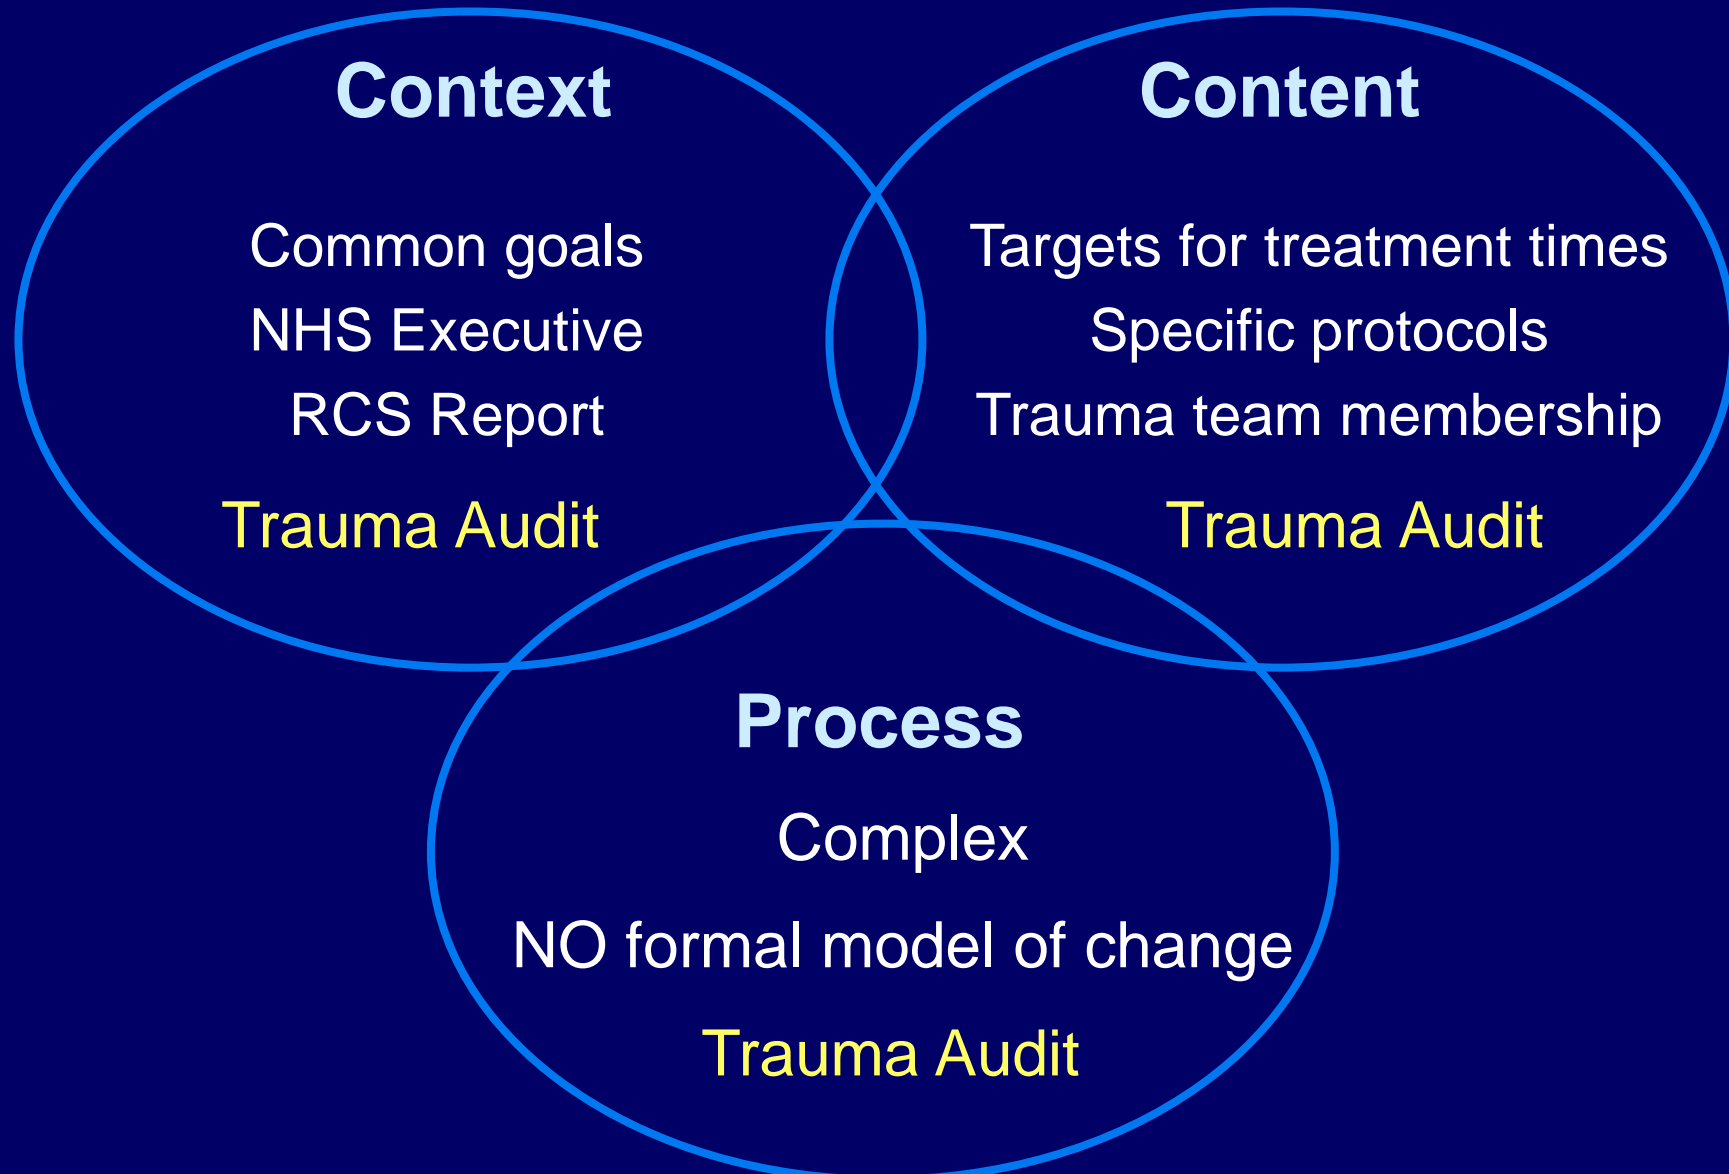 Context
Common goals
NHS Executive
RCS Report
Trauma Audit
Content
Targets for treatment times
Specific protocols
Trauma team membership
Trauma Audit
Process
Complex
NO formal model of change
Trauma Audit